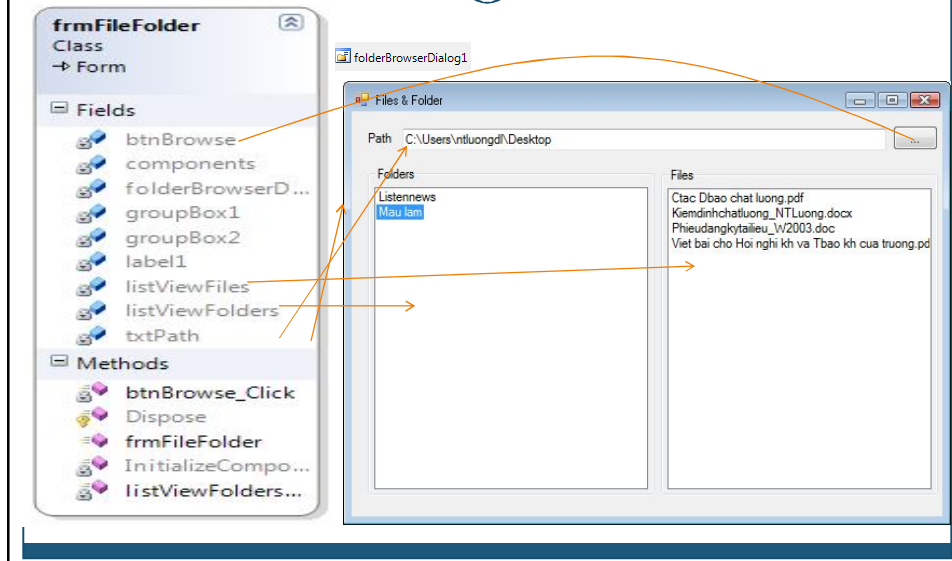 frmFileFolder
Class
Form
Fields
btnBrowse
components
folderBrowserD...
groupBox1
groupBox2
label1
listViewFiles
listViewFolders
txtPath
Methods
btnBrowse_Click
Dispose
frmFileFolder
InitializeCompo...
listViewFolders...
folderBrowserDialog1
Files & Folder
Path C:\Users\ntluongdl\Desktop ...
Folders
Listennews
Mau lam
Files
Ctac Dbao chat luong.pdf
Kiemdinhchatluong_NTLuong.docx
Phieudangkytailieu_W2003.doc
Viet bai cho Hoi nghi kh va Tbao kh cua truong.pd